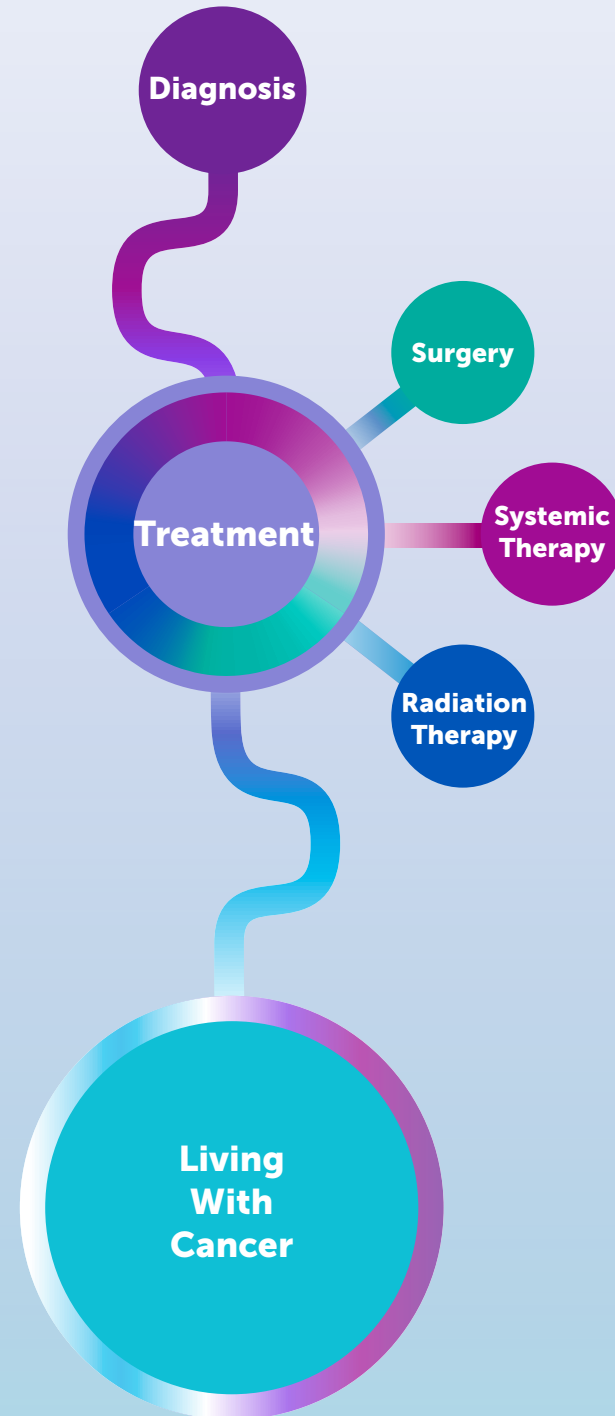 Diagnosis
Surgery
Systemic
Therapy
Treatment
Radiation
Therapy
Living
With
Cancer